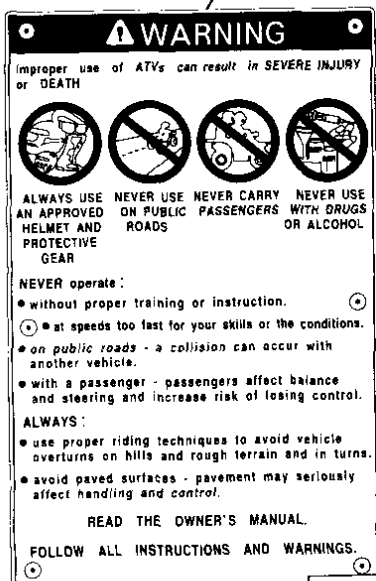 WARNING
Improper use of ATVs can result in SEVERE INJURY
or DEATH
ALWAYS USE
AN APPROVED
HELMET AND
PROTECTIVE
GEAR
NEVER USE
ON PUBLIC
ROADS
NEVER CARRY
PASSENGERS
NEVER USE
WITH DRUGS
OR ALCOHOL
NEVER operate:
• without proper training or instruction.
• at speeds too fast for your skills or the conditions.
• on public roads - a collision can occur with
another vehicle.
• with a passenger - passengers affect balance
and steering and increase risk of losing control.
ALWAYS:
• use proper riding techniques to avoid vehicle
overturns on hills and rough terrain and in turns.
• avoid paved surfaces - pavement may seriously
affect handling and control.
READ THE OWNER'S MANUAL.
FOLLOW ALL INSTRUCTIONS AND WARNINGS.